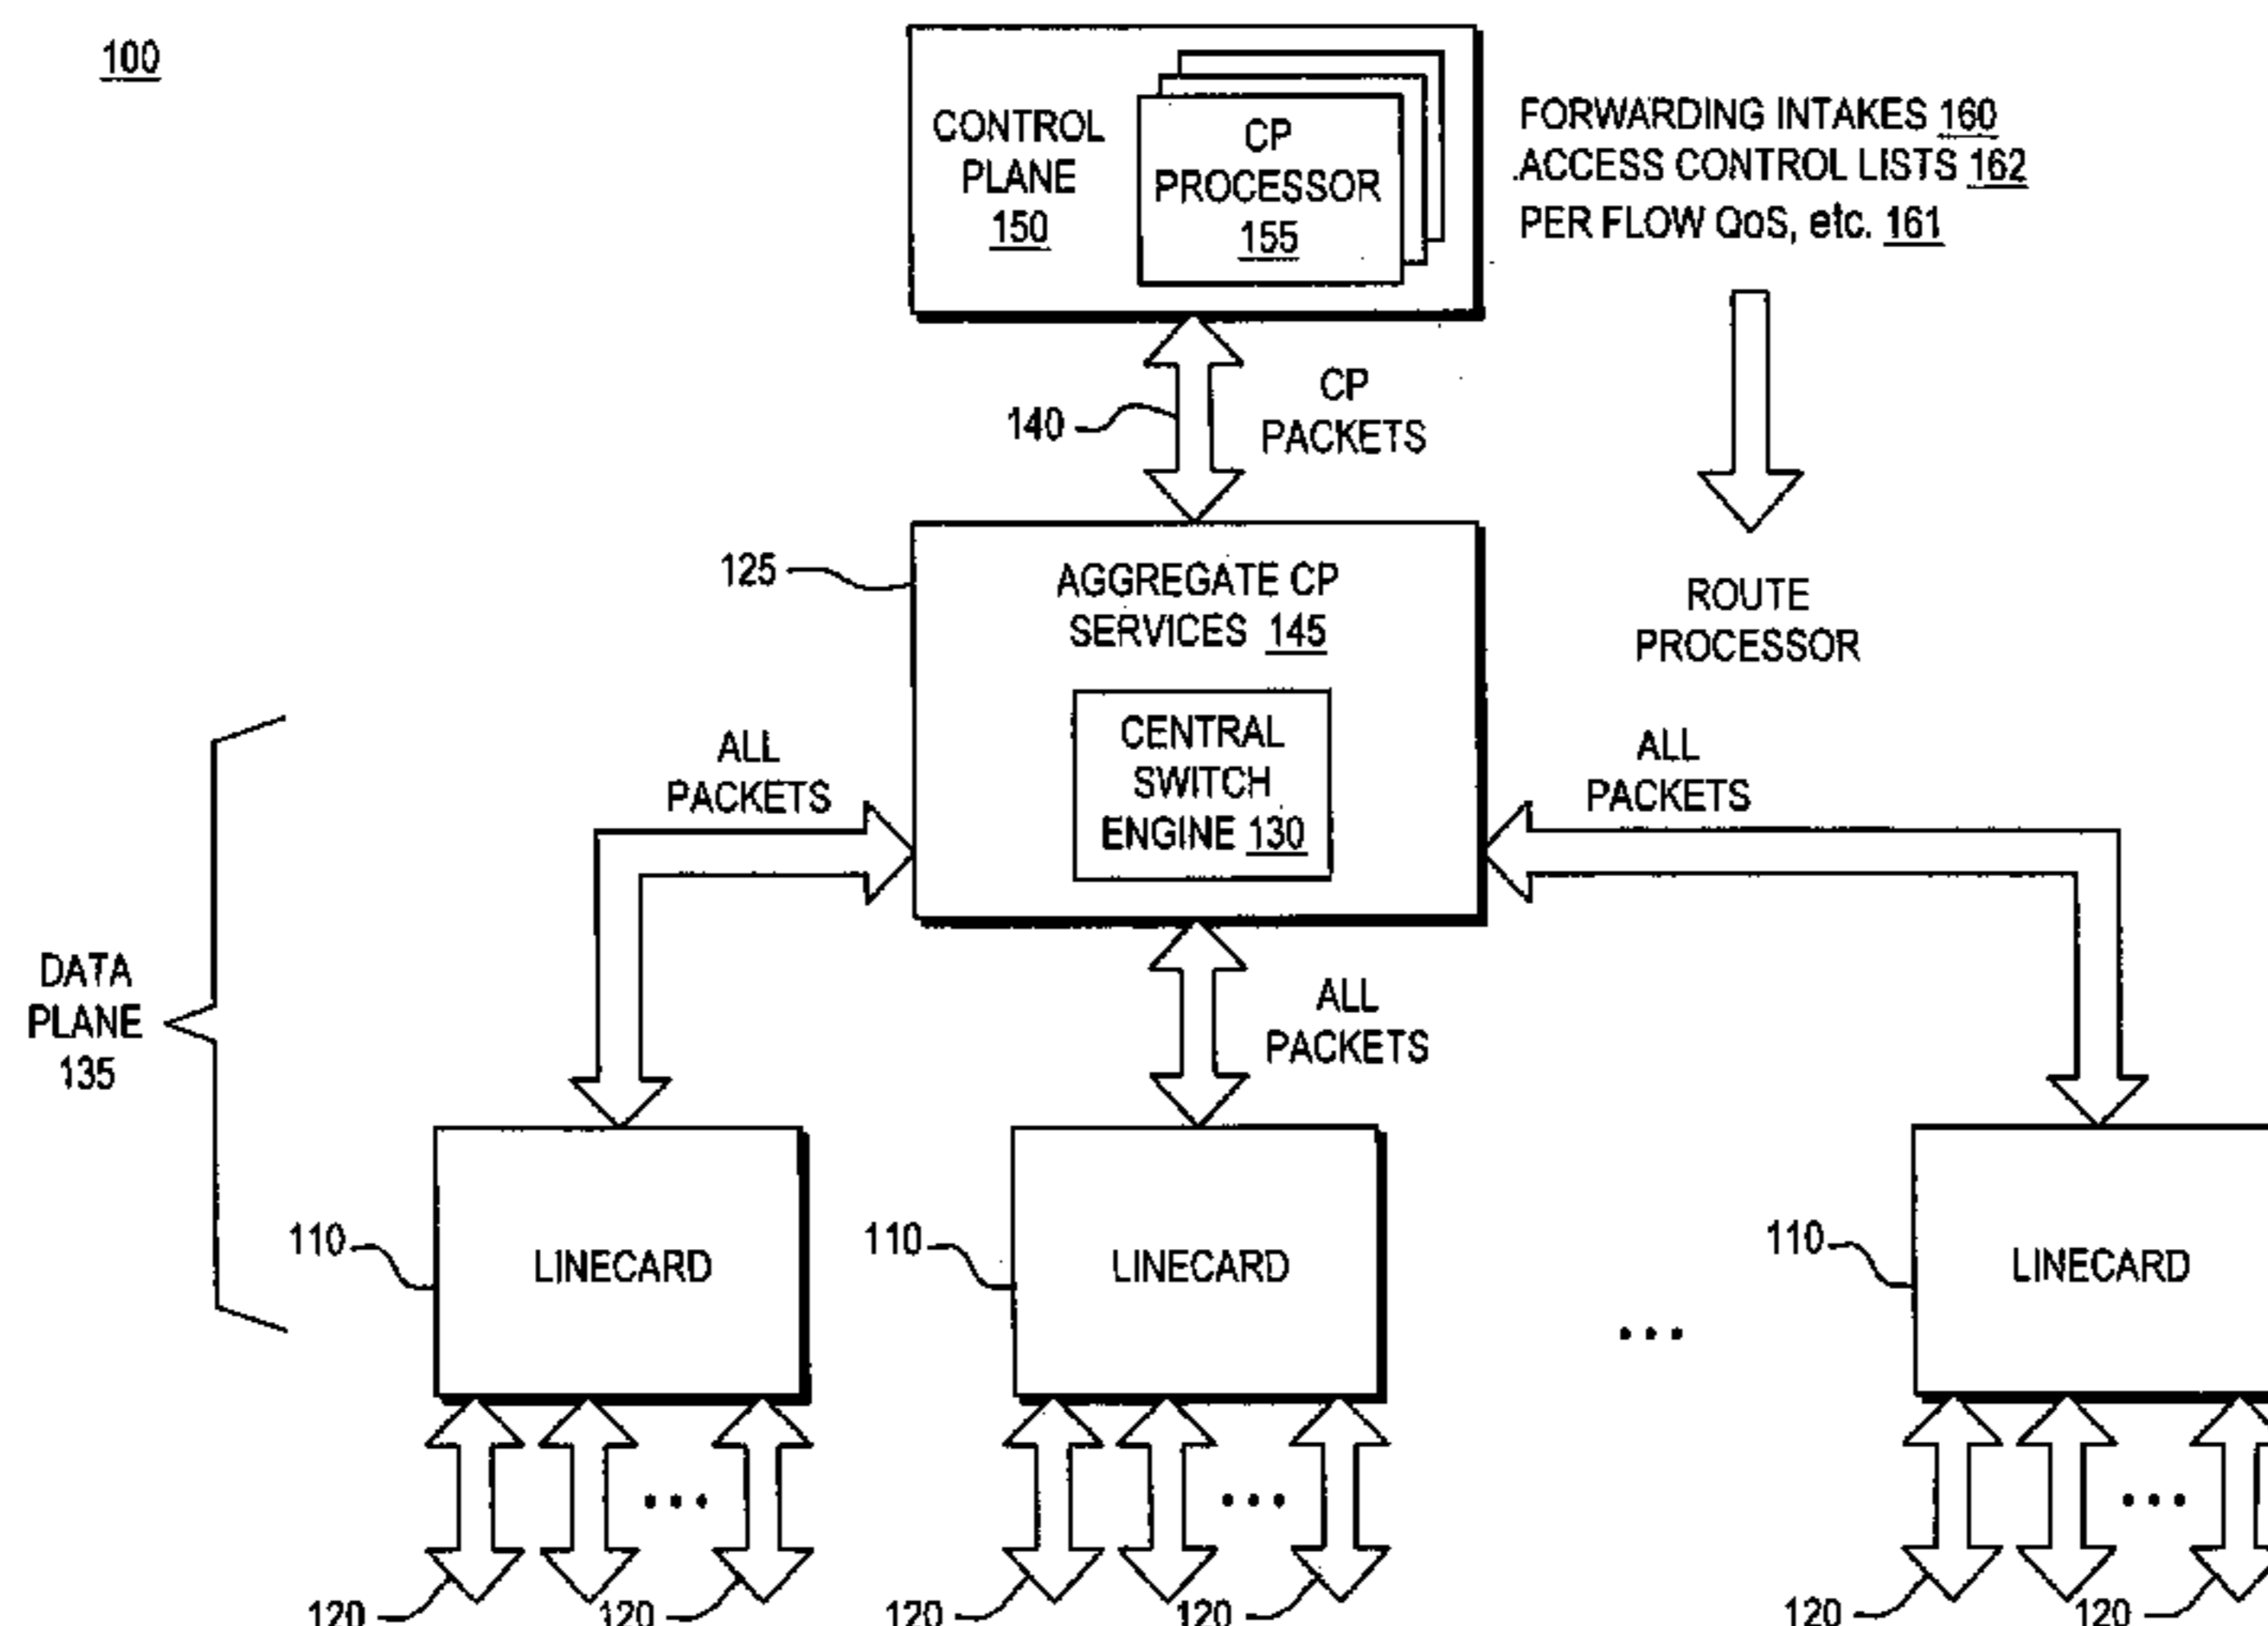 100
CONTROL
PLANE
150
CP
PROCESSOR
155
FORWARDING INTAKES 160
.ACCESS CONTROL LISTS 162
PER FLOW QoS, etc. 161
140
CP
PACKETS
125
AGGREGATE CP
SERVICES 145
ROUTE
PROCESSOR
CENTRAL
SWITCH
ENGINE 130
ALL
PACKETS
ALL
PACKETS
DATA
PLANE
135
ALL
PACKETS
110
LINECARD
110
LINECARD
110
LINECARD
...
... ... ...
120 120 120 120 120 120